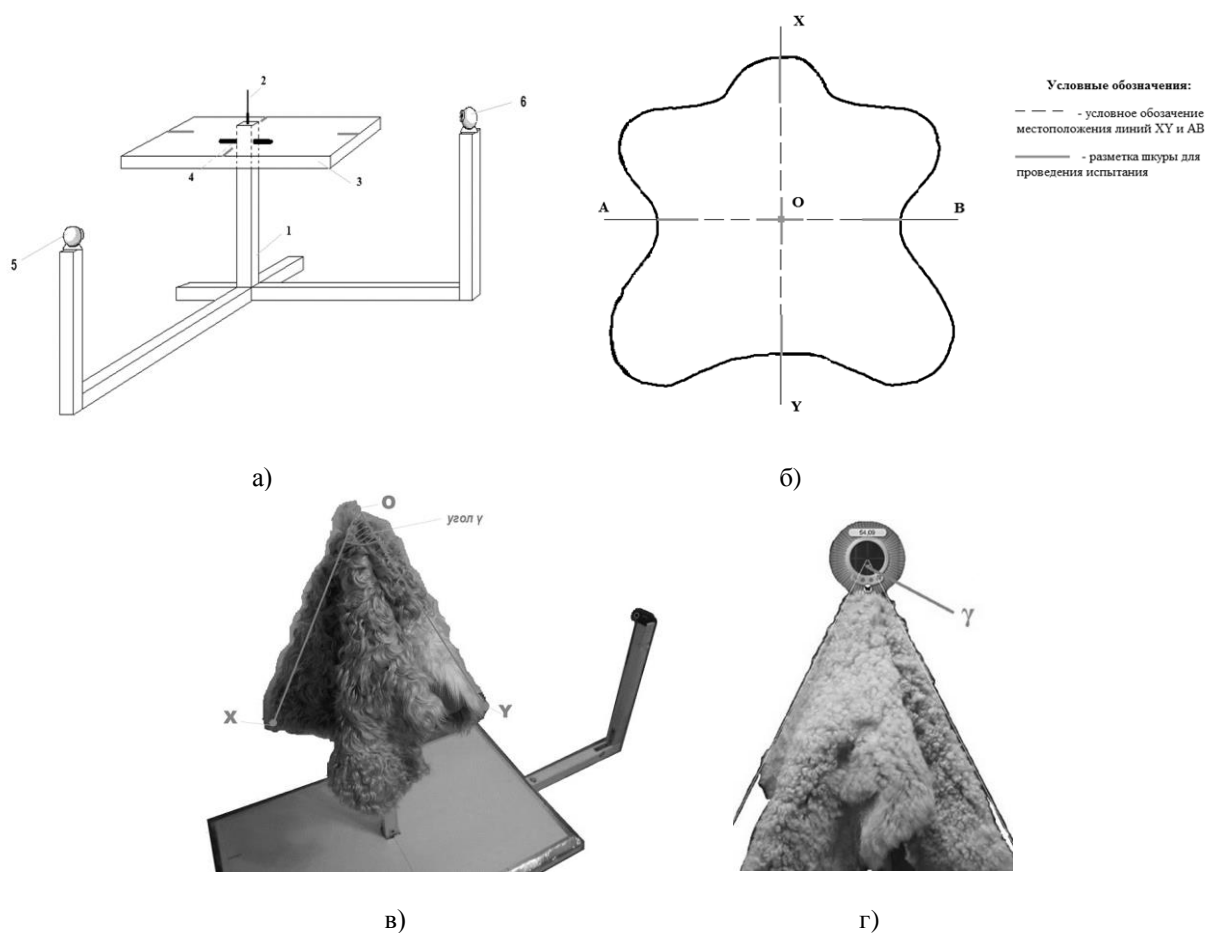 2
6
4
3
1
5
а)
X
A
O
B
Y
б)
Условные обозначения:
- условное обозачение
местоположения линий XY и AB
- разметка шкуры для
проведения испытания
O
угол γ
X
Y
в)
54,09
γ
г)